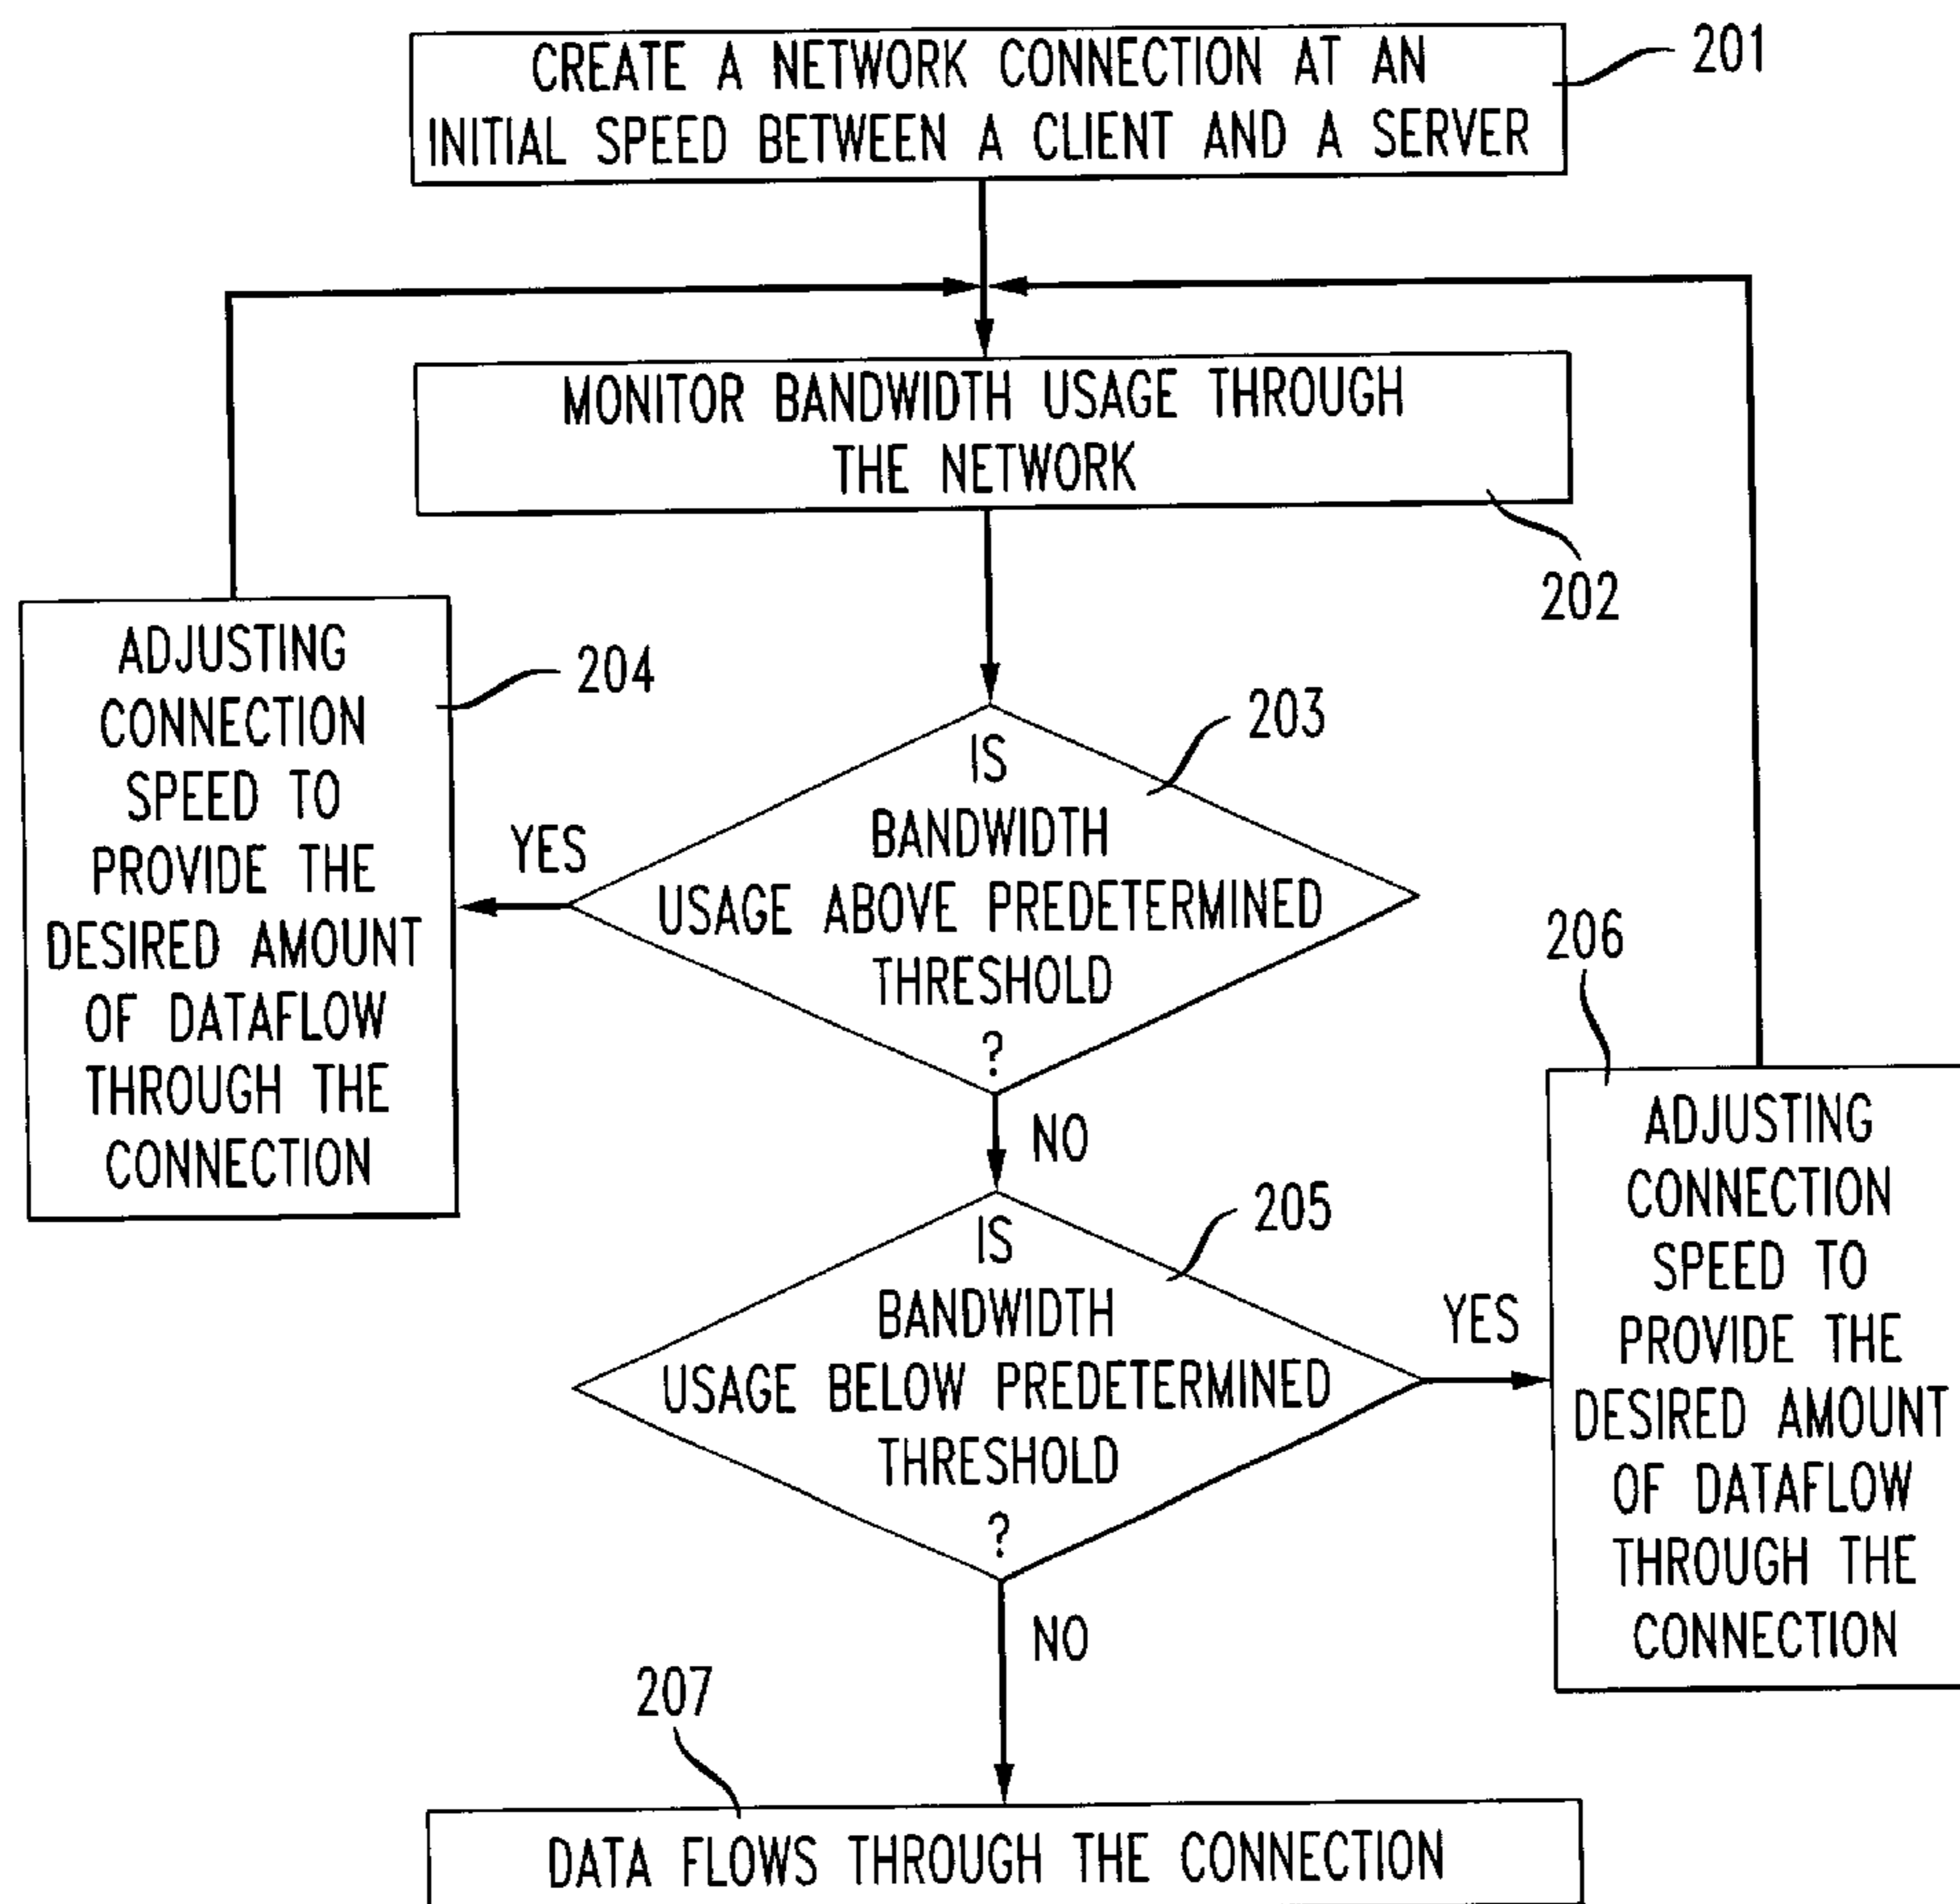 CREATE A NETWORK CONNECTION AT AN
INITIAL SPEED BETWEEN A CLIENT AND A SERVER
201
MONITOR BANDWIDTH USAGE THROUGH
THE NETWORK
202
ADJUSTING
CONNECTION
SPEED TO
PROVIDE THE
DESIRED AMOUNT
OF DATAFLOW
THROUGH THE
CONNECTION
204
203
IS
BANDWIDTH
USAGE ABOVE PREDETERMINED
THRESHOLD
?
YES
NO
205
IS
BANDWIDTH
USAGE BELOW PREDETERMINED
THRESHOLD
?
YES
NO
206
ADJUSTING
CONNECTION
SPEED TO
PROVIDE THE
DESIRED AMOUNT
OF DATAFLOW
THROUGH THE
CONNECTION
207
DATA FLOWS THROUGH THE CONNECTION